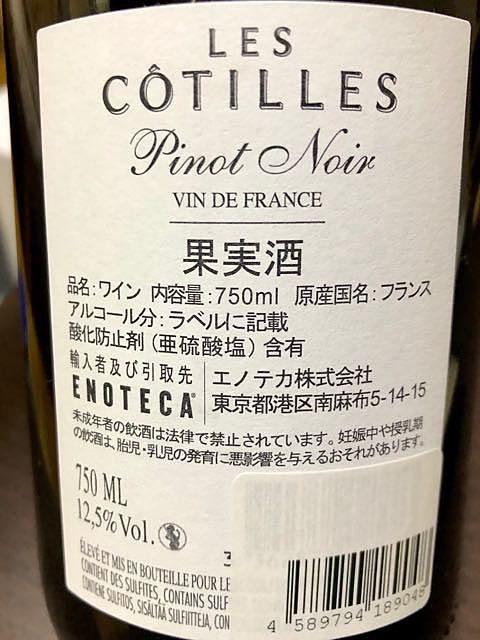 LES
CÔTILLES
Pinot Noir
VIN DE FRANCE
果実酒
品名:ワイン 内容量:750ml 原産国名:フランス
アルコール分:ラベルに記載
酸化防止剤(亜硫酸塩)含有
輸入者及び引取先
ENOTECA®
エノテカ株式会社
東京都港区南麻布5-14-15
未成年者の飲酒は法律で禁止されています。妊娠中や授乳期
の飲酒は、胎児・乳児の発育に悪影響を与えるおそれがあります。
750 ML
12,5%Vol.
ÉLEVÉ ET MIS EN BOUTEILLE POUR LE
CONTIENT DES SULFITES, CONTAINS SULF
CONTIENE SULFITOS, SISÄLTÄÄ SULFIITTEJA, CON
4 589794 189048